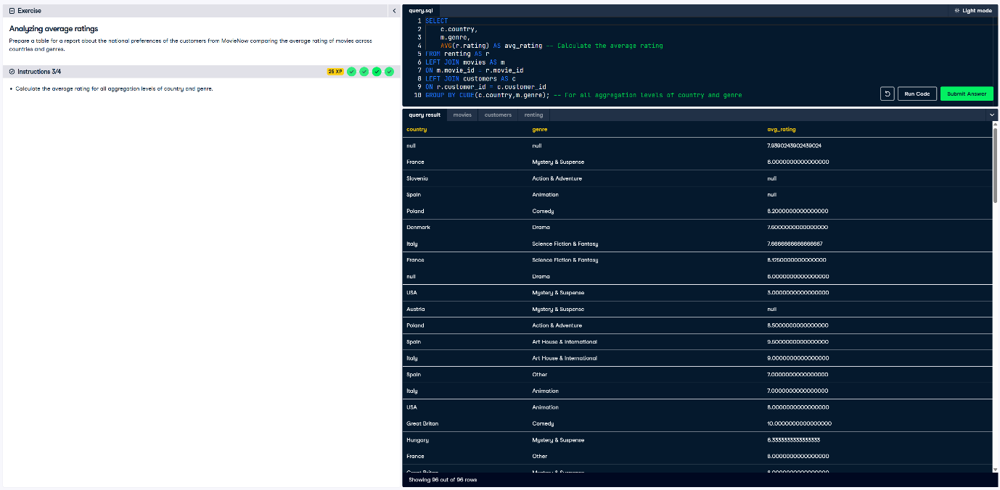 Exercise
Analyzing average ratings
Prepare a table for a report about the national preferences of the customers from MovieNow comparing the average rating of movies across
countries and genres.
Instructions 3/4
25 XP
• Calculate the average rating for all aggregation levels of country and genre.
query.sql
Light mode
1 SELECT
2 c.country,
3 m.genre,
4 AVG(r.rating) AS avg_rating -- Calculate the average rating
5 FROM renting AS r
6 LEFT JOIN movies AS m
7 ON m.movie_id = r.movie_id
8 LEFT JOIN customers AS c
9 ON r.customer_id = c.customer_id
10 GROUP BY CUBE(c.country,m.genre); -- For all aggregation levels of country and genre
Run Code
Submit Answer
query result movies customers renting
country genre avg_rating
null null 7.9390243902439024
France Mystery & Suspense 6.0000000000000000
Slovenia Action & Adventure null
Spain Animation null
Poland Comedy 8.2000000000000000
Denmark Drama 7.6000000000000000
Italy Science Fiction & Fantasy 7.6666666666666667
France Science Fiction & Fantasy 8.1250000000000000
null Drama 6.0000000000000000
USA Mystery & Suspense 3.0000000000000000
Austria Mystery & Suspense null
Poland Action & Adventure 8.5000000000000000
Spain Art House & International 9.5000000000000000
Italy Art House & International 9.0000000000000000
Spain Other 7.0000000000000000
Italy Animation 7.0000000000000000
USA Animation 8.0000000000000000
Great Britan Comedy 10.0000000000000000
Hungary Mystery & Suspense 6.3333333333333333
France Other 8.0000000000000000
Great Britan Mystery & Suspense
Showing 96 out of 96 rows